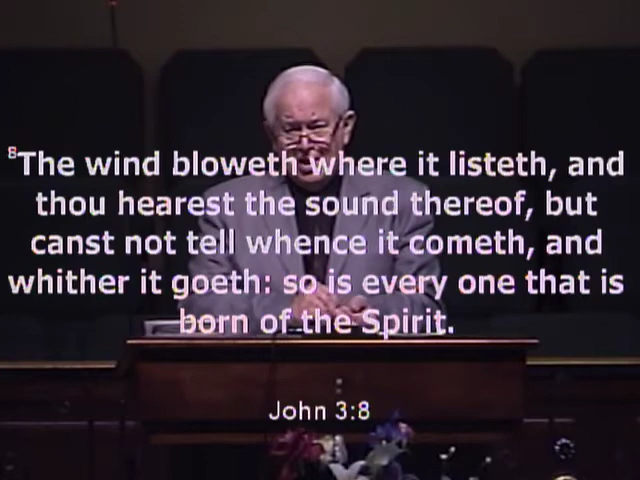 8The wind bloweth where it listeth, and
thou hearest the sound thereof, but
canst not tell whence it cometh, and
whither it goeth: so is every one that is
born of the Spirit.
John 3:8